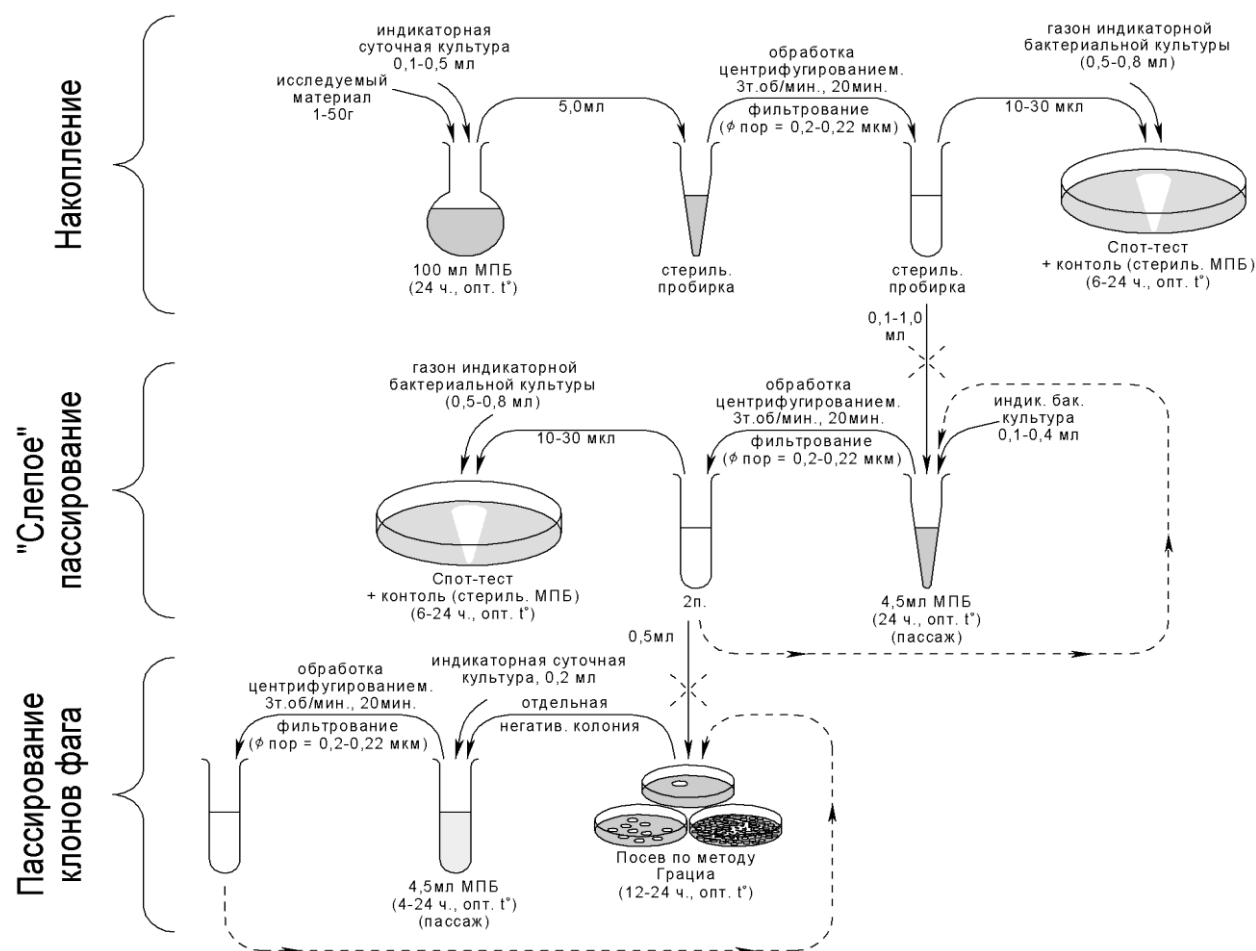 Накопление
индикаторная
суточная культура
0,1-0,5 мл
исследуемый
материал
1-50г
5,0мл
обработка
центрифугированием.
3т.об/мин., 20мин.
фильтрование
(ϕ пор = 0,2-0,22 мкм)
газон индикаторной
бактериальной культуры
(0,5-0,8 мл)
10-30 мкл
100 мл МПБ
(24 ч., опт. t°)
стериль.
пробирка
стериль.
пробирка
Спот-тест
+ контоль (стериль. МПБ)
(6-24 ч., опт. t°)
0,1-1,0
мл
"Слепое"
пассирование
газон индикаторной
бактериальной культуры
(0,5-0,8 мл)
10-30 мкл
обработка
центрифугированием.
3т.об/мин., 20мин.
фильтрование
(ϕ пор = 0,2-0,22 мкм)
индик. бак.
культура
0,1-0,4 мл
Спот-тест
+ контоль (стериль. МПБ)
(6-24 ч., опт. t°)
2п.
4,5мл МПБ
(24 ч., опт. t°)
(пассаж)
0,5мл
Пассирование
клонов фага
обработка
центрифугированием.
3т.об/мин., 20мин.
фильтрование
(ϕ пор = 0,2-0,22 мкм)
индикаторная суточная
культура, 0,2 мл
отдельная
негатив. колония
4,5мл МПБ
(4-24 ч., опт. t°)
(пассаж)
Посев по методу
Грациа
(12-24 ч., опт. t°)